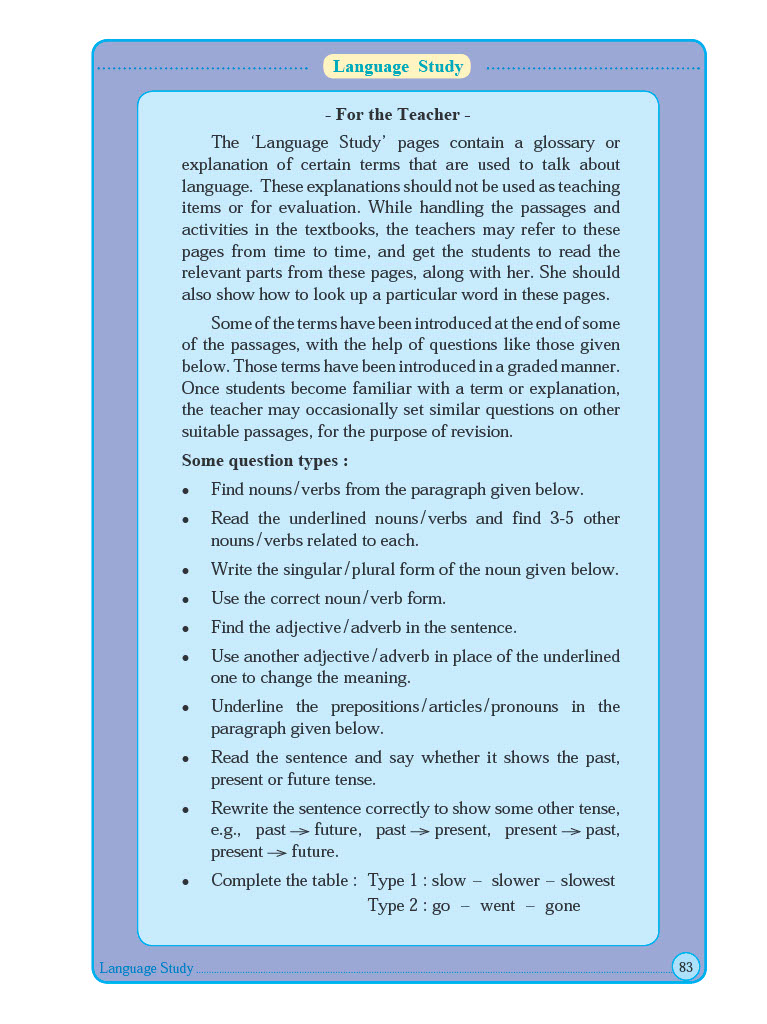 Language Study
- For the Teacher -
The ‘Language Study’ pages contain a glossary or
explanation of certain terms that are used to talk about
language. These explanations should not be used as teaching
items or for evaluation. While handling the passages and
activities in the textbooks, the teachers may refer to these
pages from time to time, and get the students to read the
relevant parts from these pages, along with her. She should
also show how to look up a particular word in these pages.
Some of the terms have been introduced at the end of some
of the passages, with the help of questions like those given
below. Those terms have been introduced in a graded manner.
Once students become familiar with a term or explanation,
the teacher may occasionally set similar questions on other
suitable passages, for the purpose of revision.
Some question types :
• Find nouns/verbs from the paragraph given below.
• Read the underlined nouns/verbs and find 3-5 other
nouns/verbs related to each.
• Write the singular/plural form of the noun given below.
• Use the correct noun/verb form.
• Find the adjective/adverb in the sentence.
• Use another adjective/adverb in place of the underlined
one to change the meaning.
• Underline the prepositions/articles/pronouns in the
paragraph given below.
• Read the sentence and say whether it shows the past,
present or future tense.
• Rewrite the sentence correctly to show some other tense,
e.g., past → future, past → present, present → past,
present → future.
• Complete the table : Type 1 : slow – slower – slowest
Type 2 : go – went – gone
Language Study 83